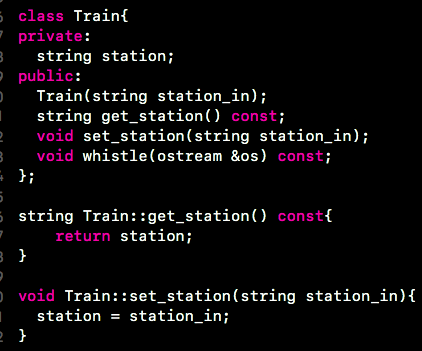 class Train{
private:
  string station;
public:
  Train(string station_in);
  string get_station() const;
  void set_station(string station_in);
  void whistle(ostream &os) const;
};

string Train::get_station() const{
    return station;
}

void Train::set_station(string station_in){
  station = station_in;
}